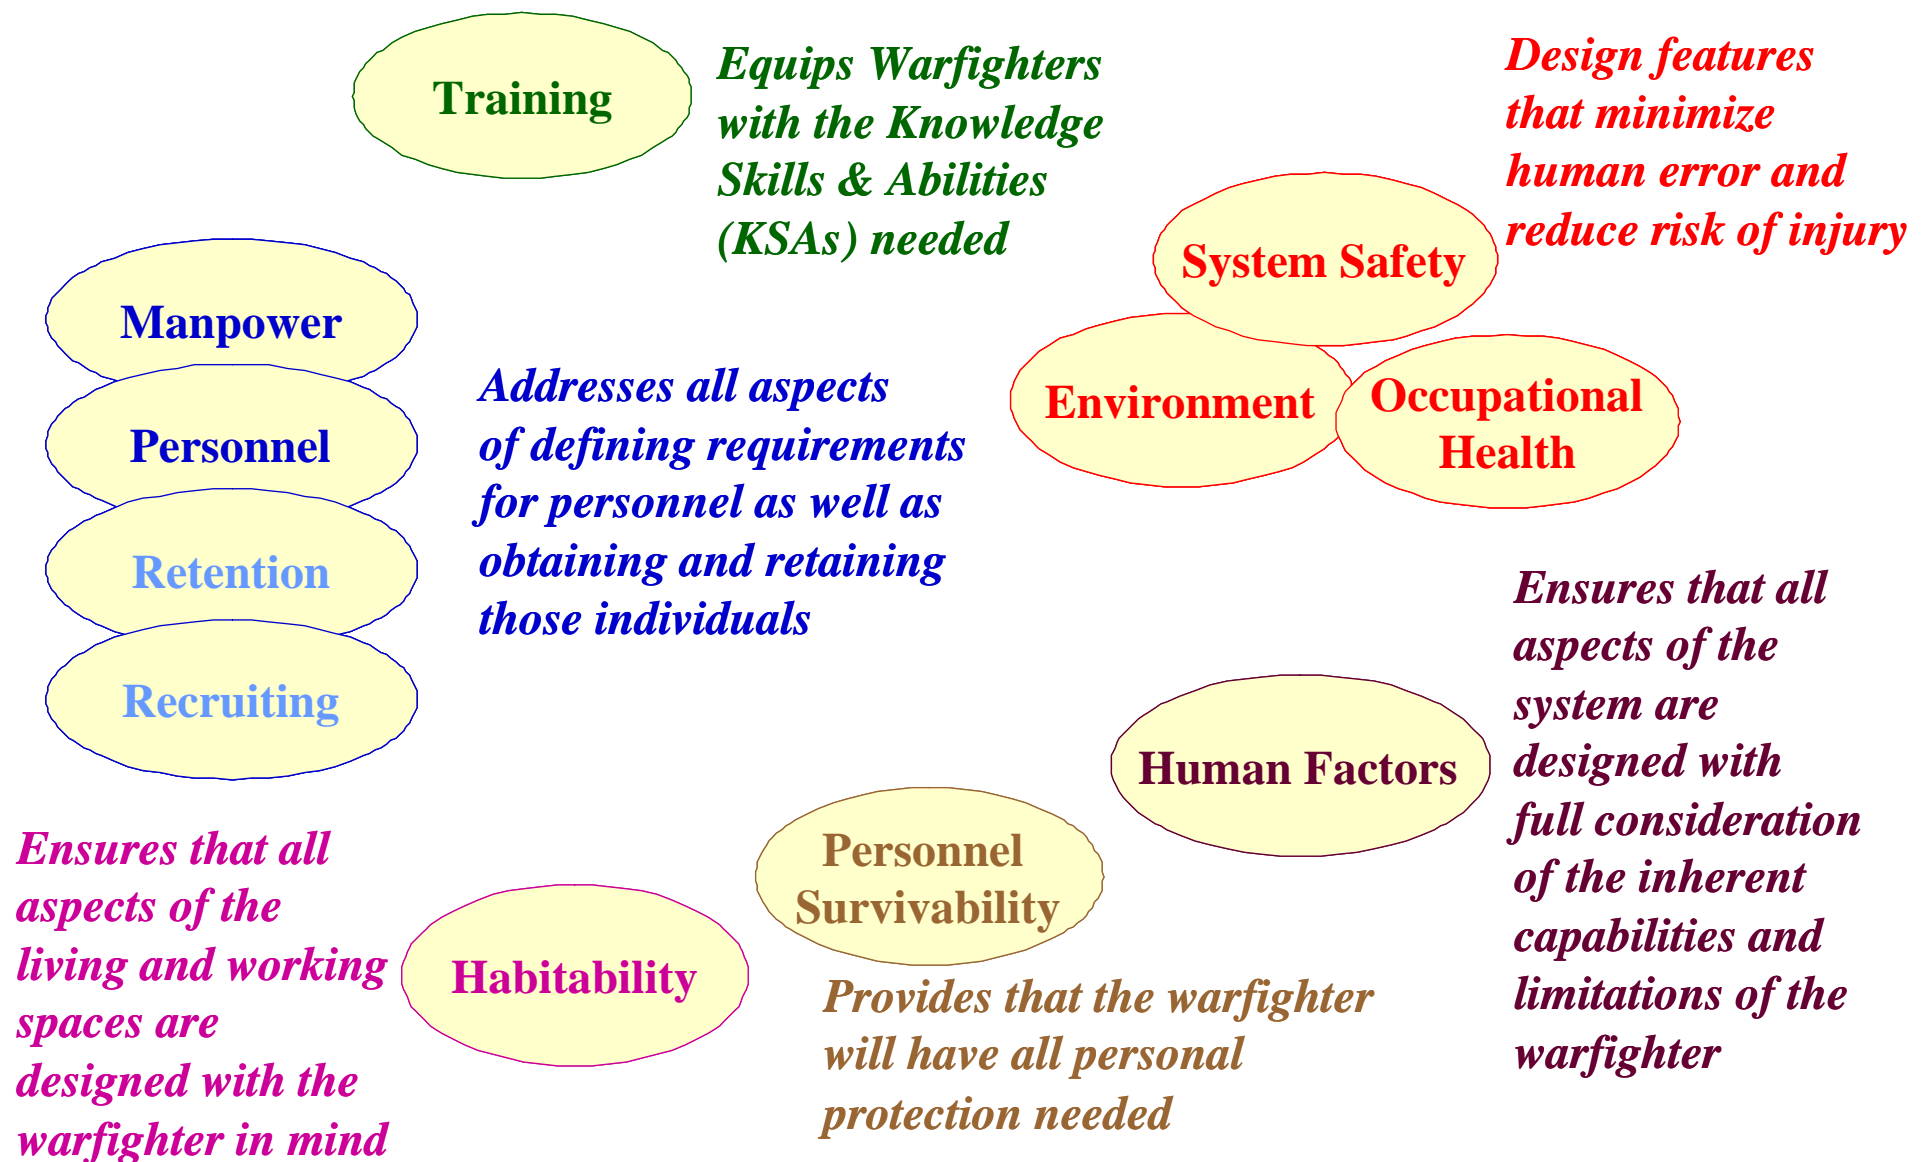 Training
Equips Warfighters
with the Knowledge
Skills & Abilities
(KSAs) needed
Design features
that minimize
human error and
reduce risk of injury
System Safety
Environment
Occupational
Health
Manpower
Personnel
Retention
Recruiting
Addresses all aspects
of defining requirements
for personnel as well as
obtaining and retaining
those individuals
Human Factors
Ensures that all
aspects of the
system are
designed with
full consideration
of the inherent
capabilities and
limitations of the
warfighter
Personnel
Survivability
Provides that the warfighter
will have all personal
protection needed
Ensures that all
aspects of the
living and working
spaces are
designed with the
warfighter in mind
Habitability